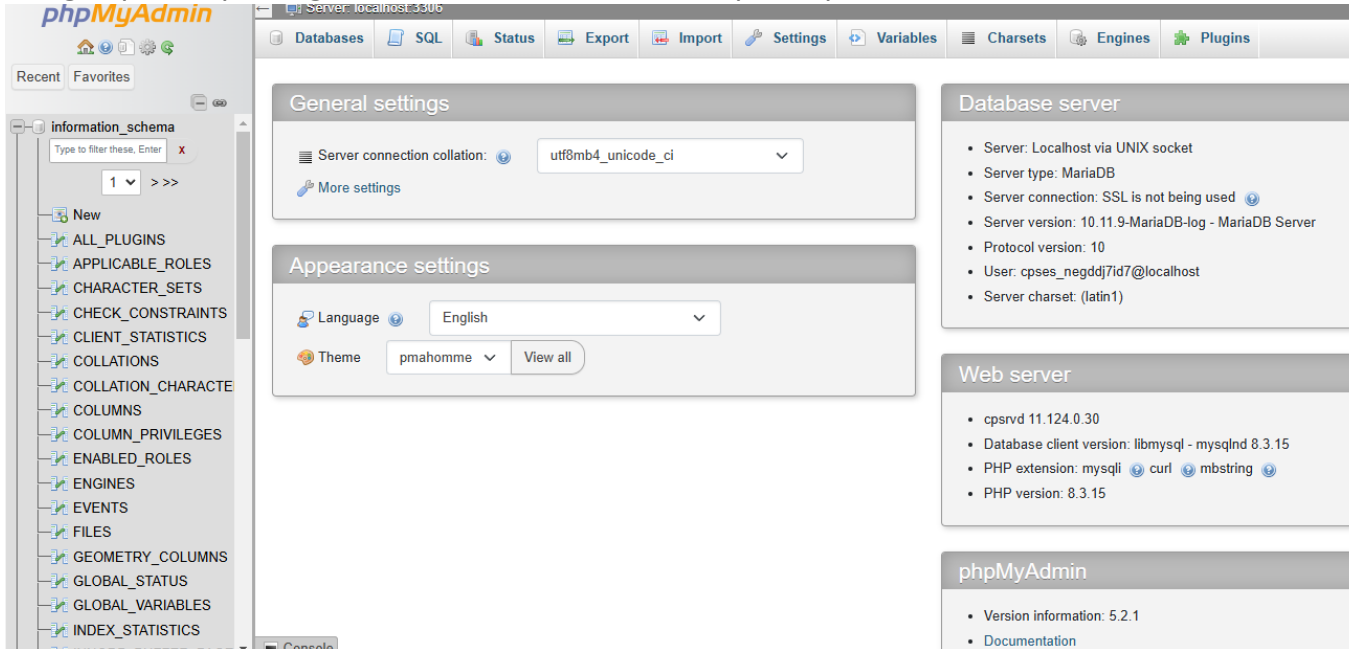 phpMyAdmin
Recent Favorites
information_schema
Type to filter these, Enter X
1 > >>
New
ALL_PLUGINS
APPLICABLE_ROLES
CHARACTER_SETS
CHECK_CONSTRAINTS
CLIENT_STATISTICS
COLLATIONS
COLLATION_CHARACTE
COLUMNS
COLUMN_PRIVILEGES
ENABLED_ROLES
ENGINES
EVENTS
FILES
GEOMETRY_COLUMNS
GLOBAL_STATUS
GLOBAL_VARIABLES
INDEX_STATISTICS
Server: localhost:3306
Databases SQL Status Export Import Settings Variables Charsets Engines Plugins
General settings
Server connection collation: utf8mb4_unicode_ci
More settings
Appearance settings
Language English
Theme pmahomme View all
Console
Database server
Server: Localhost via UNIX socket
Server type: MariaDB
Server connection: SSL is not being used
Server version: 10.11.9-MariaDB-log - MariaDB Server
Protocol version: 10
User: cpses_negddj7id7@localhost
Server charset: (latin1)
Web server
cpsrvd 11.124.0.30
Database client version: libmysql - mysqlnd 8.3.15
PHP extension: mysqli curl mbstring
PHP version: 8.3.15
phpMyAdmin
Version information: 5.2.1
Documentation